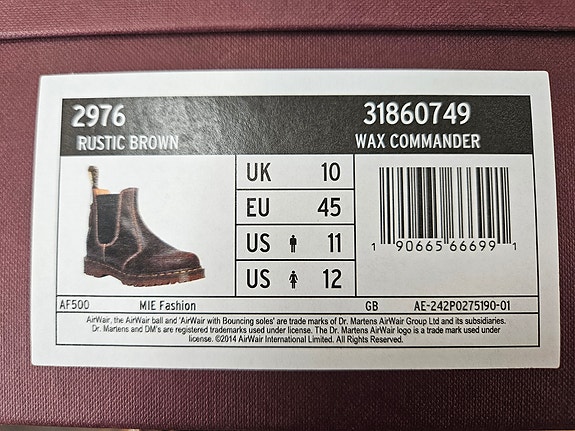 2976 31860749
RUSTIC BROWN WAX COMMANDER
UK 10
EU 45
US 11
US 12
1 90665 66699 1
AF500 MIE Fashion GB AE-242P0275190-01
AirWair, the AirWair ball and 'AirWair with Bouncing soles' are trade marks of Dr. Martens AirWair Group Ltd and its subsidiaries.
Dr. Martens and DM's are registered trademarks used under license. The Dr. Martens AirWair logo is a trade mark used under
license. ©2014 AirWair International Limited. All Rights Reserved.